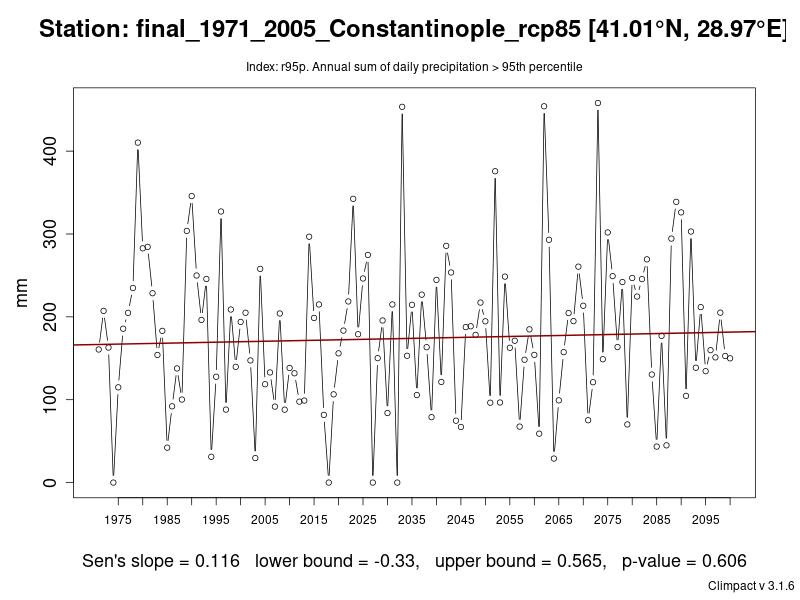 Station: final_1971_2005_Constantinople_rcp85 [41.01°N, 28.97°E]
Index: r95p. Annual sum of daily precipitation > 95th percentile
400
300
200
100
0
mm
1975 1985 1995 2005 2015 2025 2035 2045 2055 2065 2075 2085 2095
Sen's slope = 0.116 lower bound = -0.33, upper bound = 0.565, p-value = 0.606
Climpact v 3.1.6